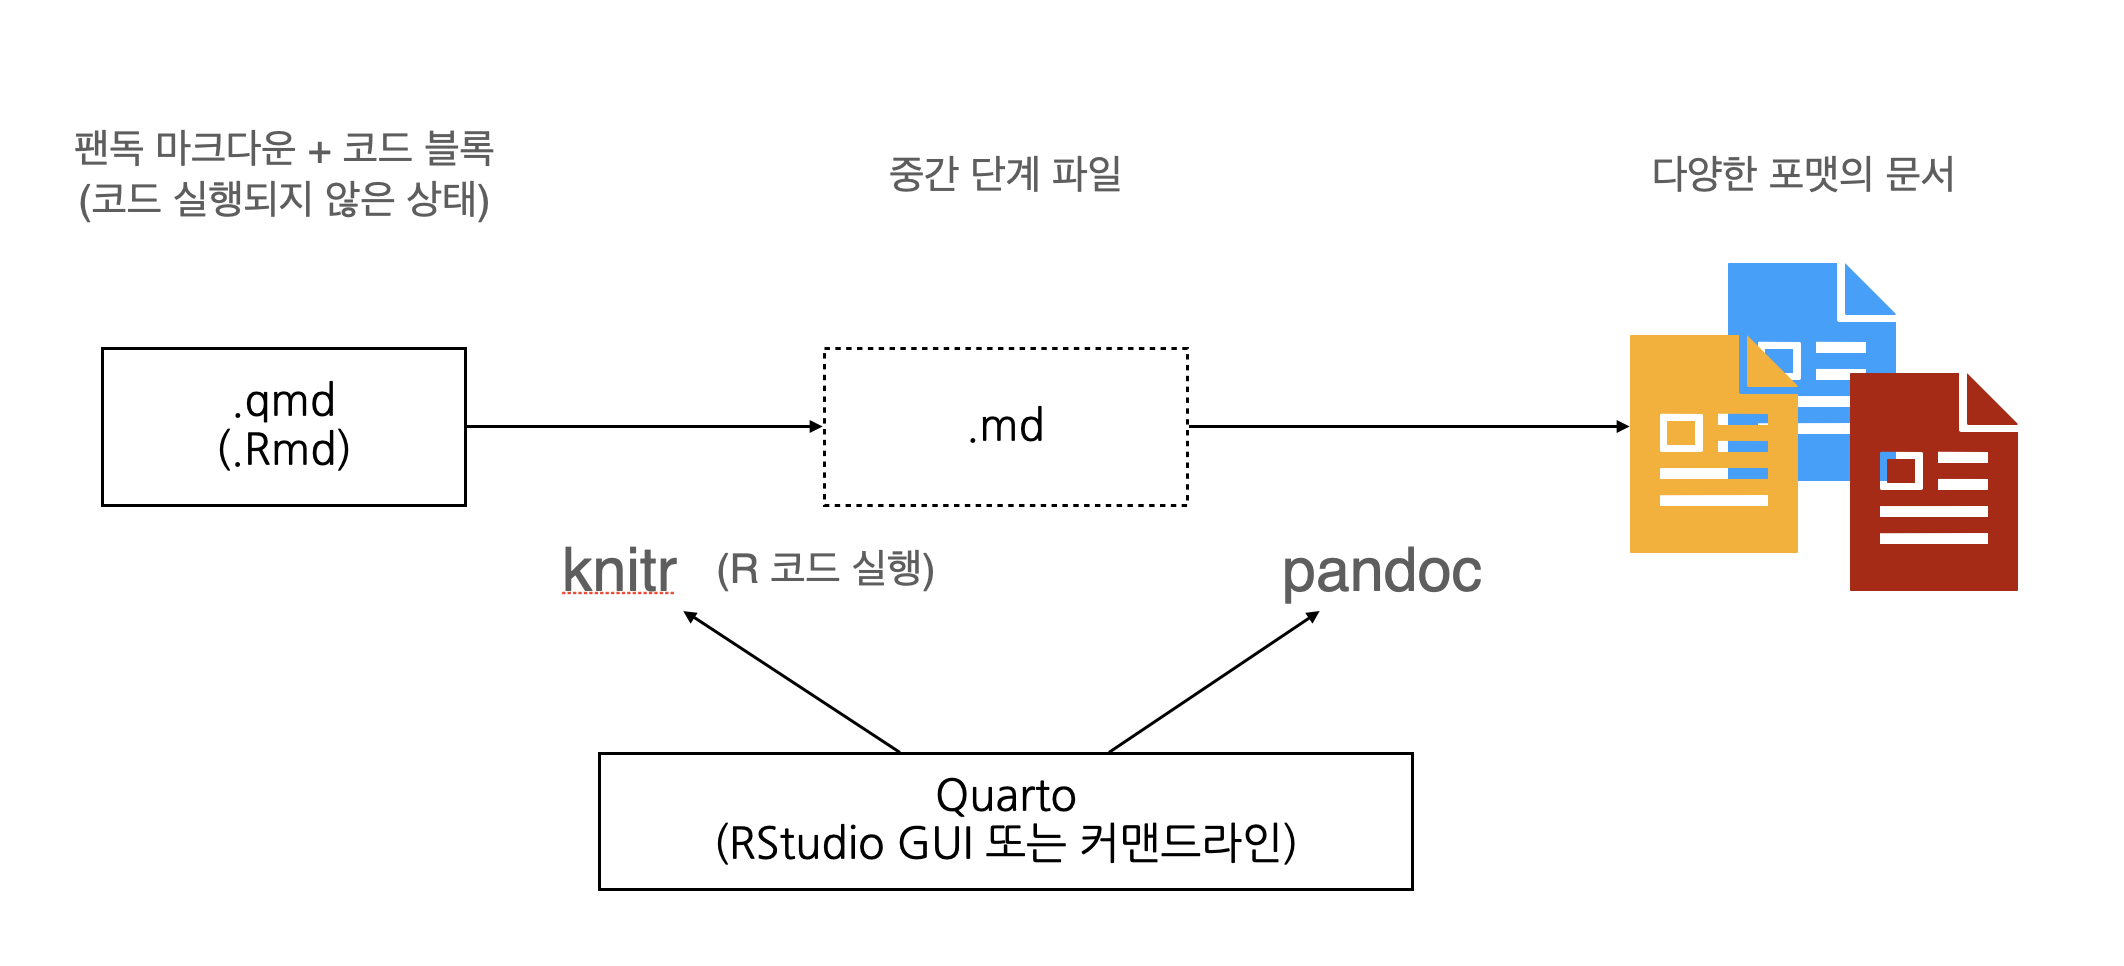 팬독 마크다운 + 코드 블록
(코드 실행되지 않은 상태)
중간 단계 파일
다양한 포맷의 문서
.qmd
(.Rmd)
.md
knitr (R 코드 실행)
pandoc
Quarto
(RStudio GUI 또는 커맨드라인)